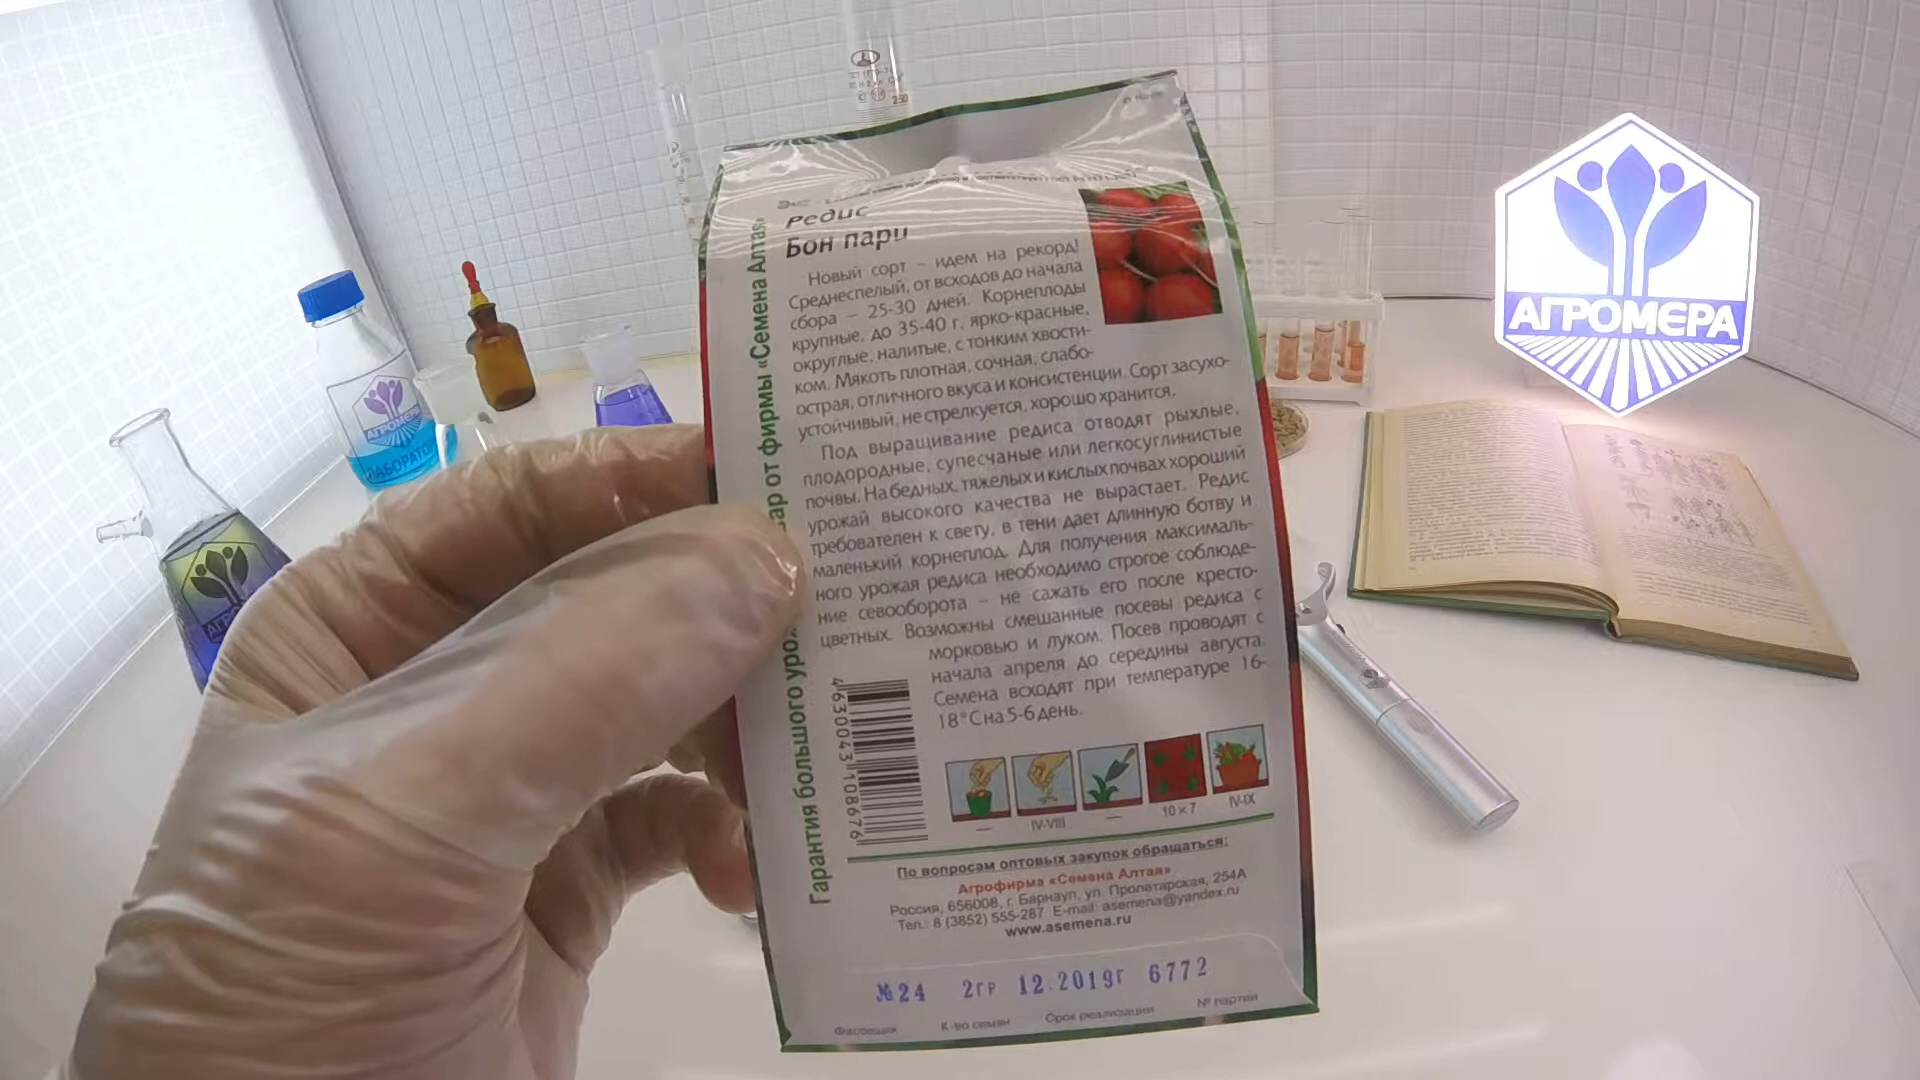 250
Редис
Бон пари
Новый сорт – идем на рекорд!
Среднеспелый, от всходов до начала
сбора – 25-30 дней. Корнеплоды
крупные, до 35-40 г, ярко-красные,
округлые, налитые, с тонким хвости-
ком. Мякоть плотная, сочная, слабо-
острая, отличного вкуса и консистенции. Сорт засухо-
устойчивый, не стрелкуется, хорошо хранится.
Под выращивание редиса отводят рыхлые,
плодородные, супесчаные или легкосуглинистые
почвы. На бедных, тяжелых и кислых почвах хороший
урожай высокого качества не вырастает. Редис
требователен к свету, в тени дает длинную ботву и
маленький корнеплод. Для получения максималь-
ного урожая редиса необходимо строгое соблюде-
ние севооборота – не сажать его после кресто-
цветных. Возможны смешанные посевы редиса с
морковью и луком. Посев проводят с
начала апреля до середины августа.
Семена всходят при температуре 16-
18°С на 5-6 день.
Гарантия большого уро
ар от фирмы «Семена Алтая»
4630043108676
— IV-VIII — 10×7 IV-IX
По вопросам оптовых закупок обращаться:
Агрофирма «Семена Алтая»
Россия, 656008, г. Барнаул, ул. Пролетарская, 254А
Тел.: 8 (3852) 555-287 E-mail: asemena@yandex.ru
www.asemena.ru
№24 2гр 12.2019г 6772
Фасовщик К-во семян Срок реализации № партии
АГРОМЕРА
АГРОМЕРА
ЛАБОРАТО